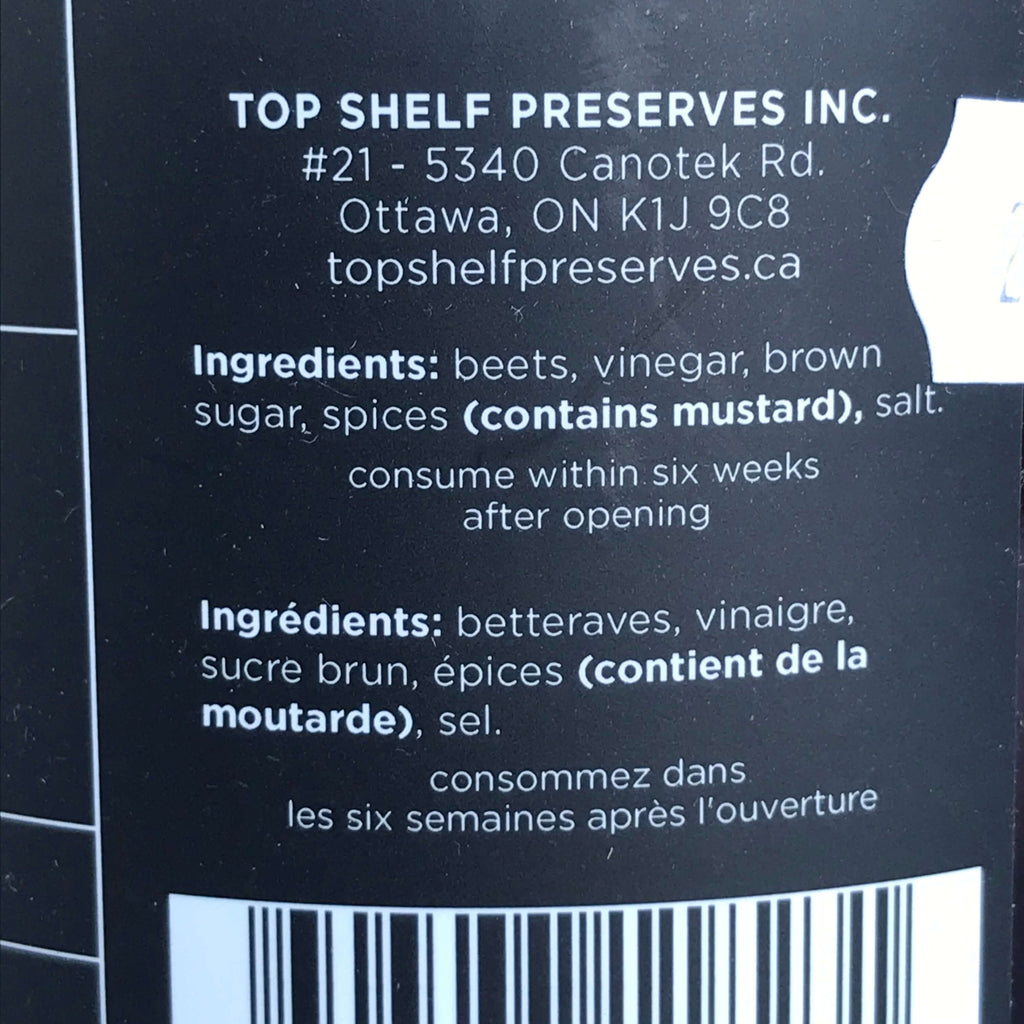 TOP SHELF PRESERVES INC.
#21 - 5340 Canotek Rd.
Ottawa, ON K1J 9C8
topshelfpreserves.ca
Ingredients: beets, vinegar, brown
sugar, spices (contains mustard), salt.
consume within six weeks
after opening
Ingrédients: betteraves, vinaigre,
sucre brun, épices (contient de la
moutarde), sel.
consommez dans
les six semaines après l'ouverture